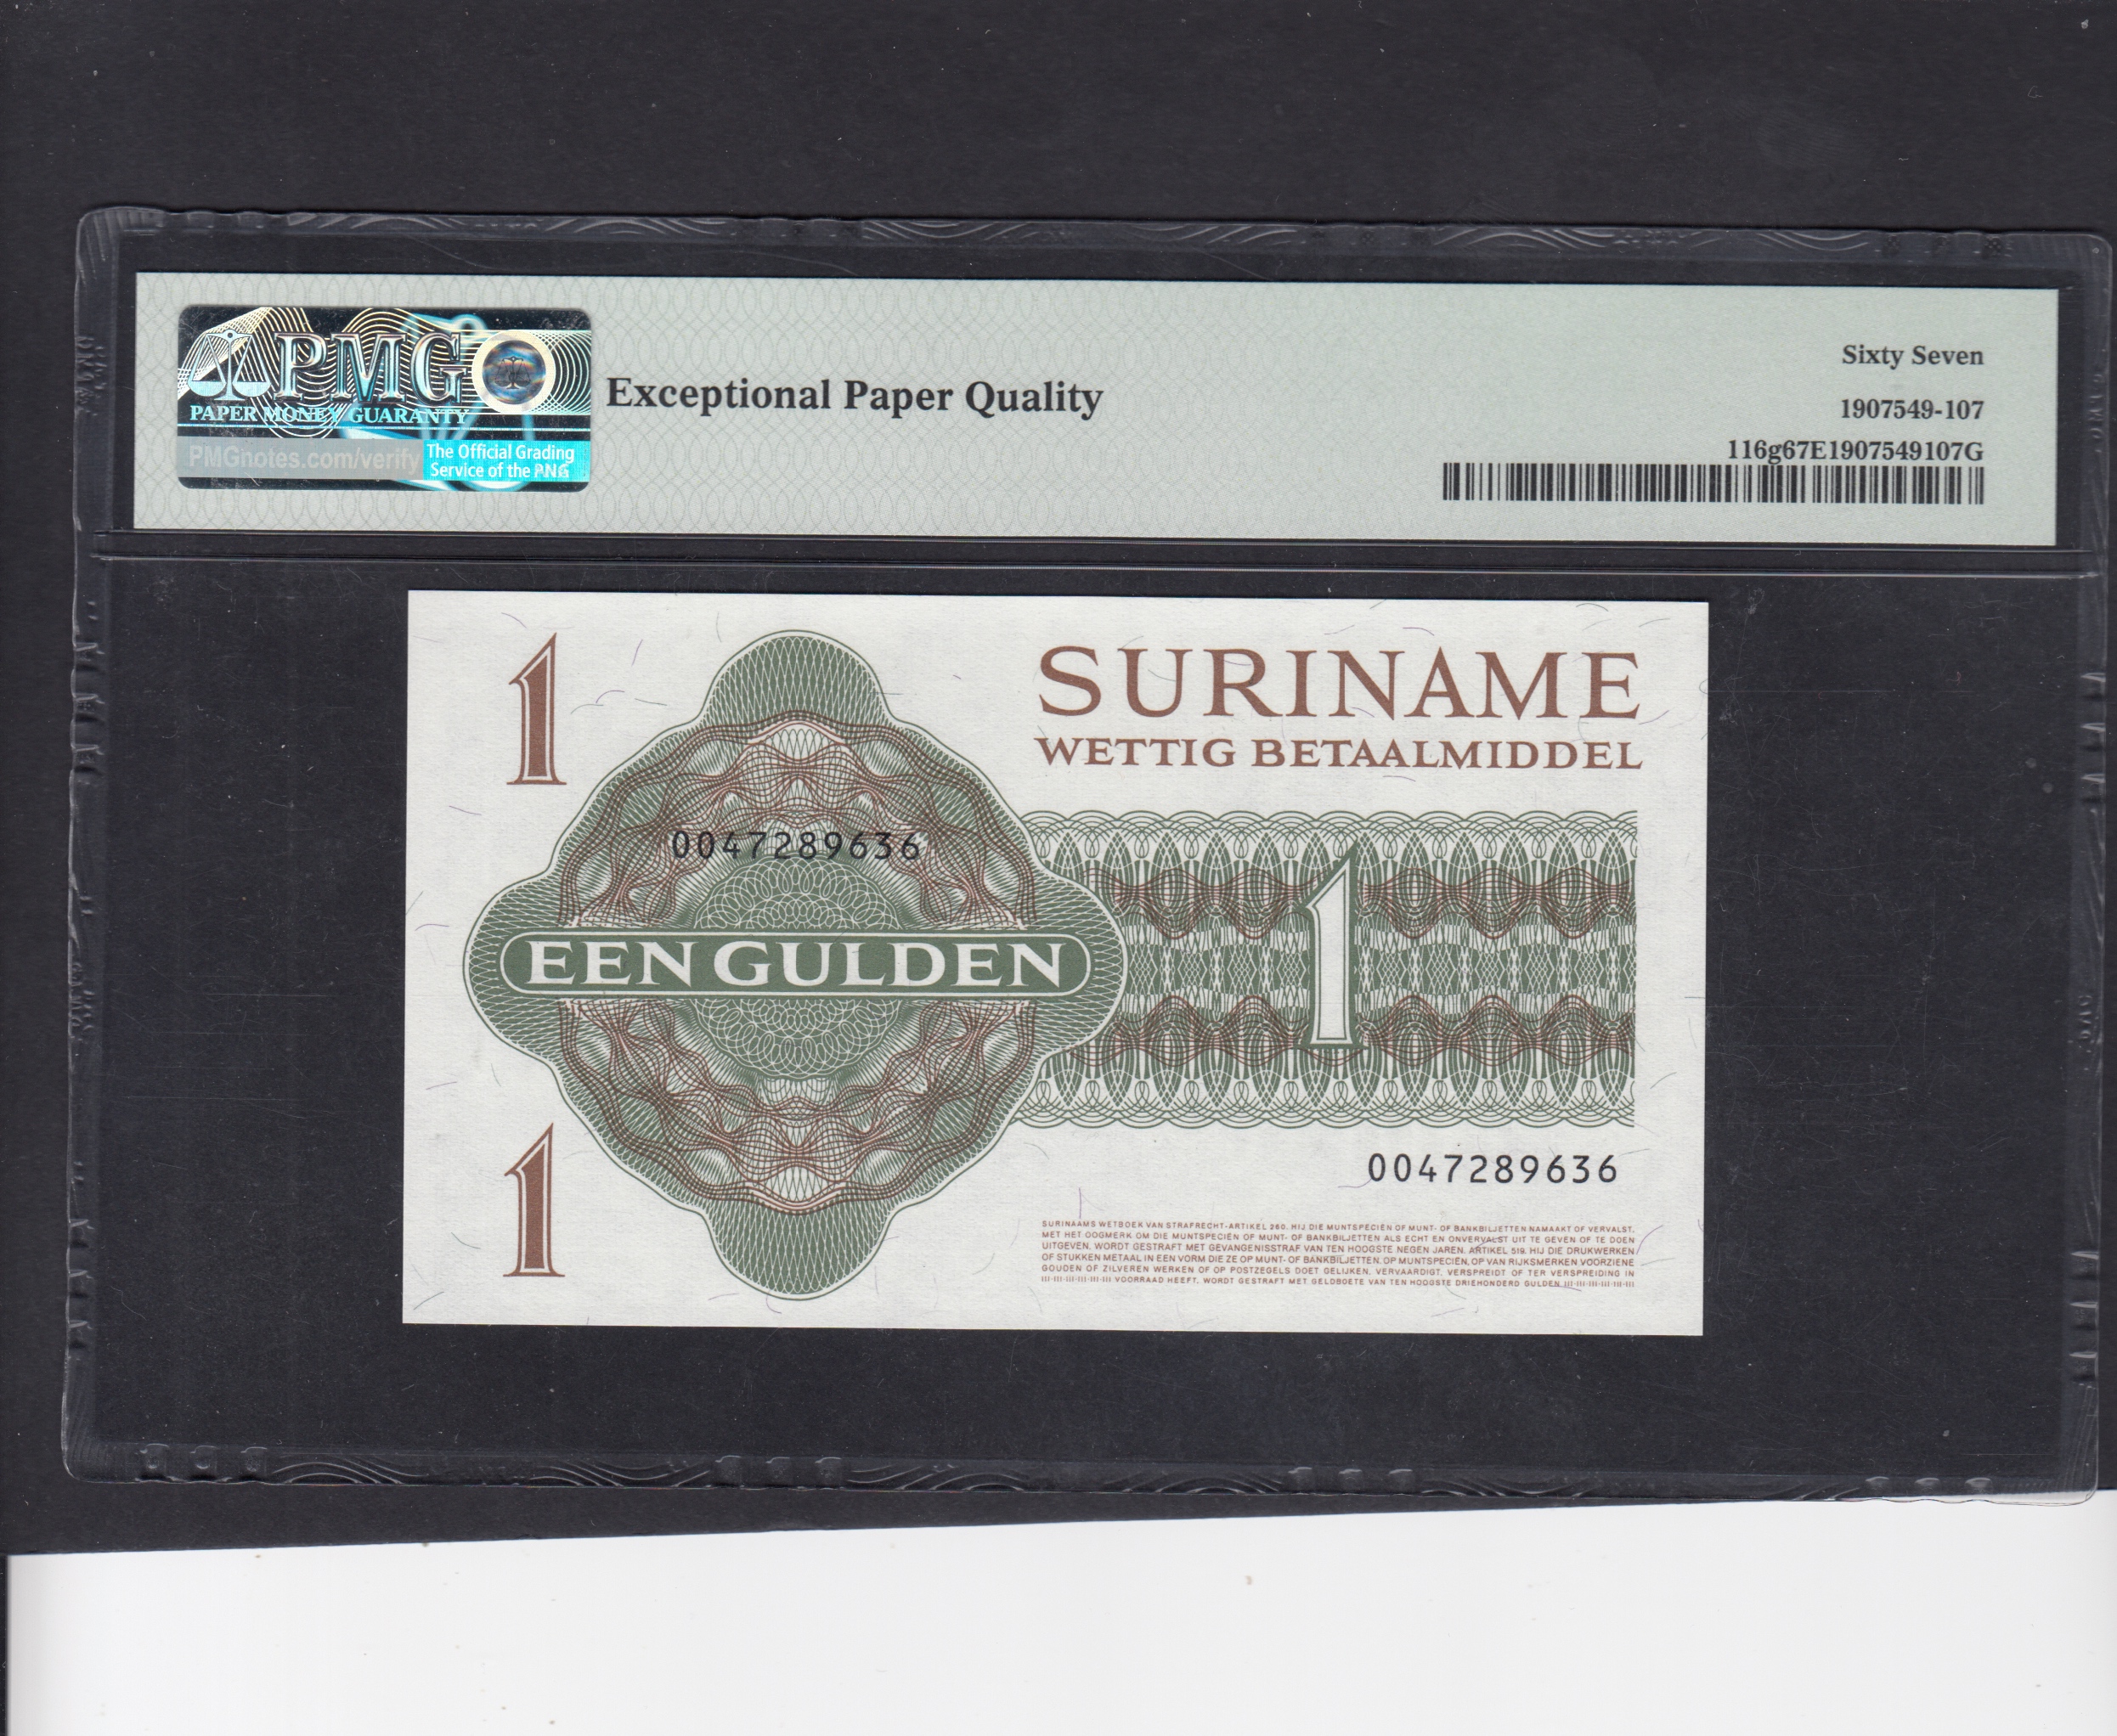 PMG
PAPER MONEY GUARANTY
PMGnotes.com/verify
The Official Grading
Service of the PNG
Exceptional Paper Quality
Sixty Seven
1907549-107
116g67E1907549107G
1
SURINAME
WETTIG BETAALMIDDEL
0047289636
EEN GULDEN
1
0047289636
1
SURINAAMS WETBOEK VAN STRAFRECHT-ARTIKEL 260. HIJ DIE MUNTSPECIËN OF MUNT- OF BANKBILJETTEN NAMAAKT OF VERVALST,
MET HET OOGMERK OM DIE MUNTSPECIËN OF MUNT- OF BANKBILJETTEN ALS ECHT EN ONVERVALST UIT TE GEVEN OF TE DOEN
UITGEVEN, WORDT GESTRAFT MET GEVANGENISSTRAF VAN TEN HOOGSTE NEGEN JAREN. ARTIKEL 519. HIJ DIE DRUKWERKEN
OF STUKKEN METAAL IN EEN VORM DIE ZE OP MUNT- OF BANKBILJETTEN, OP MUNTSPECIËN, OP VAN RIJKSMERKEN VOORZIENE
GOUDEN OF ZILVEREN WERKEN OF OP POSTZEGELS DOET GELIJKEN, VERVAARDIGT, VERSPREIDT OF TER VERSPREIDING IN
VOORRAAD HEEFT, WORDT GESTRAFT MET GELDBOETE VAN TEN HOOGSTE DRIEHONDERD GULDEN